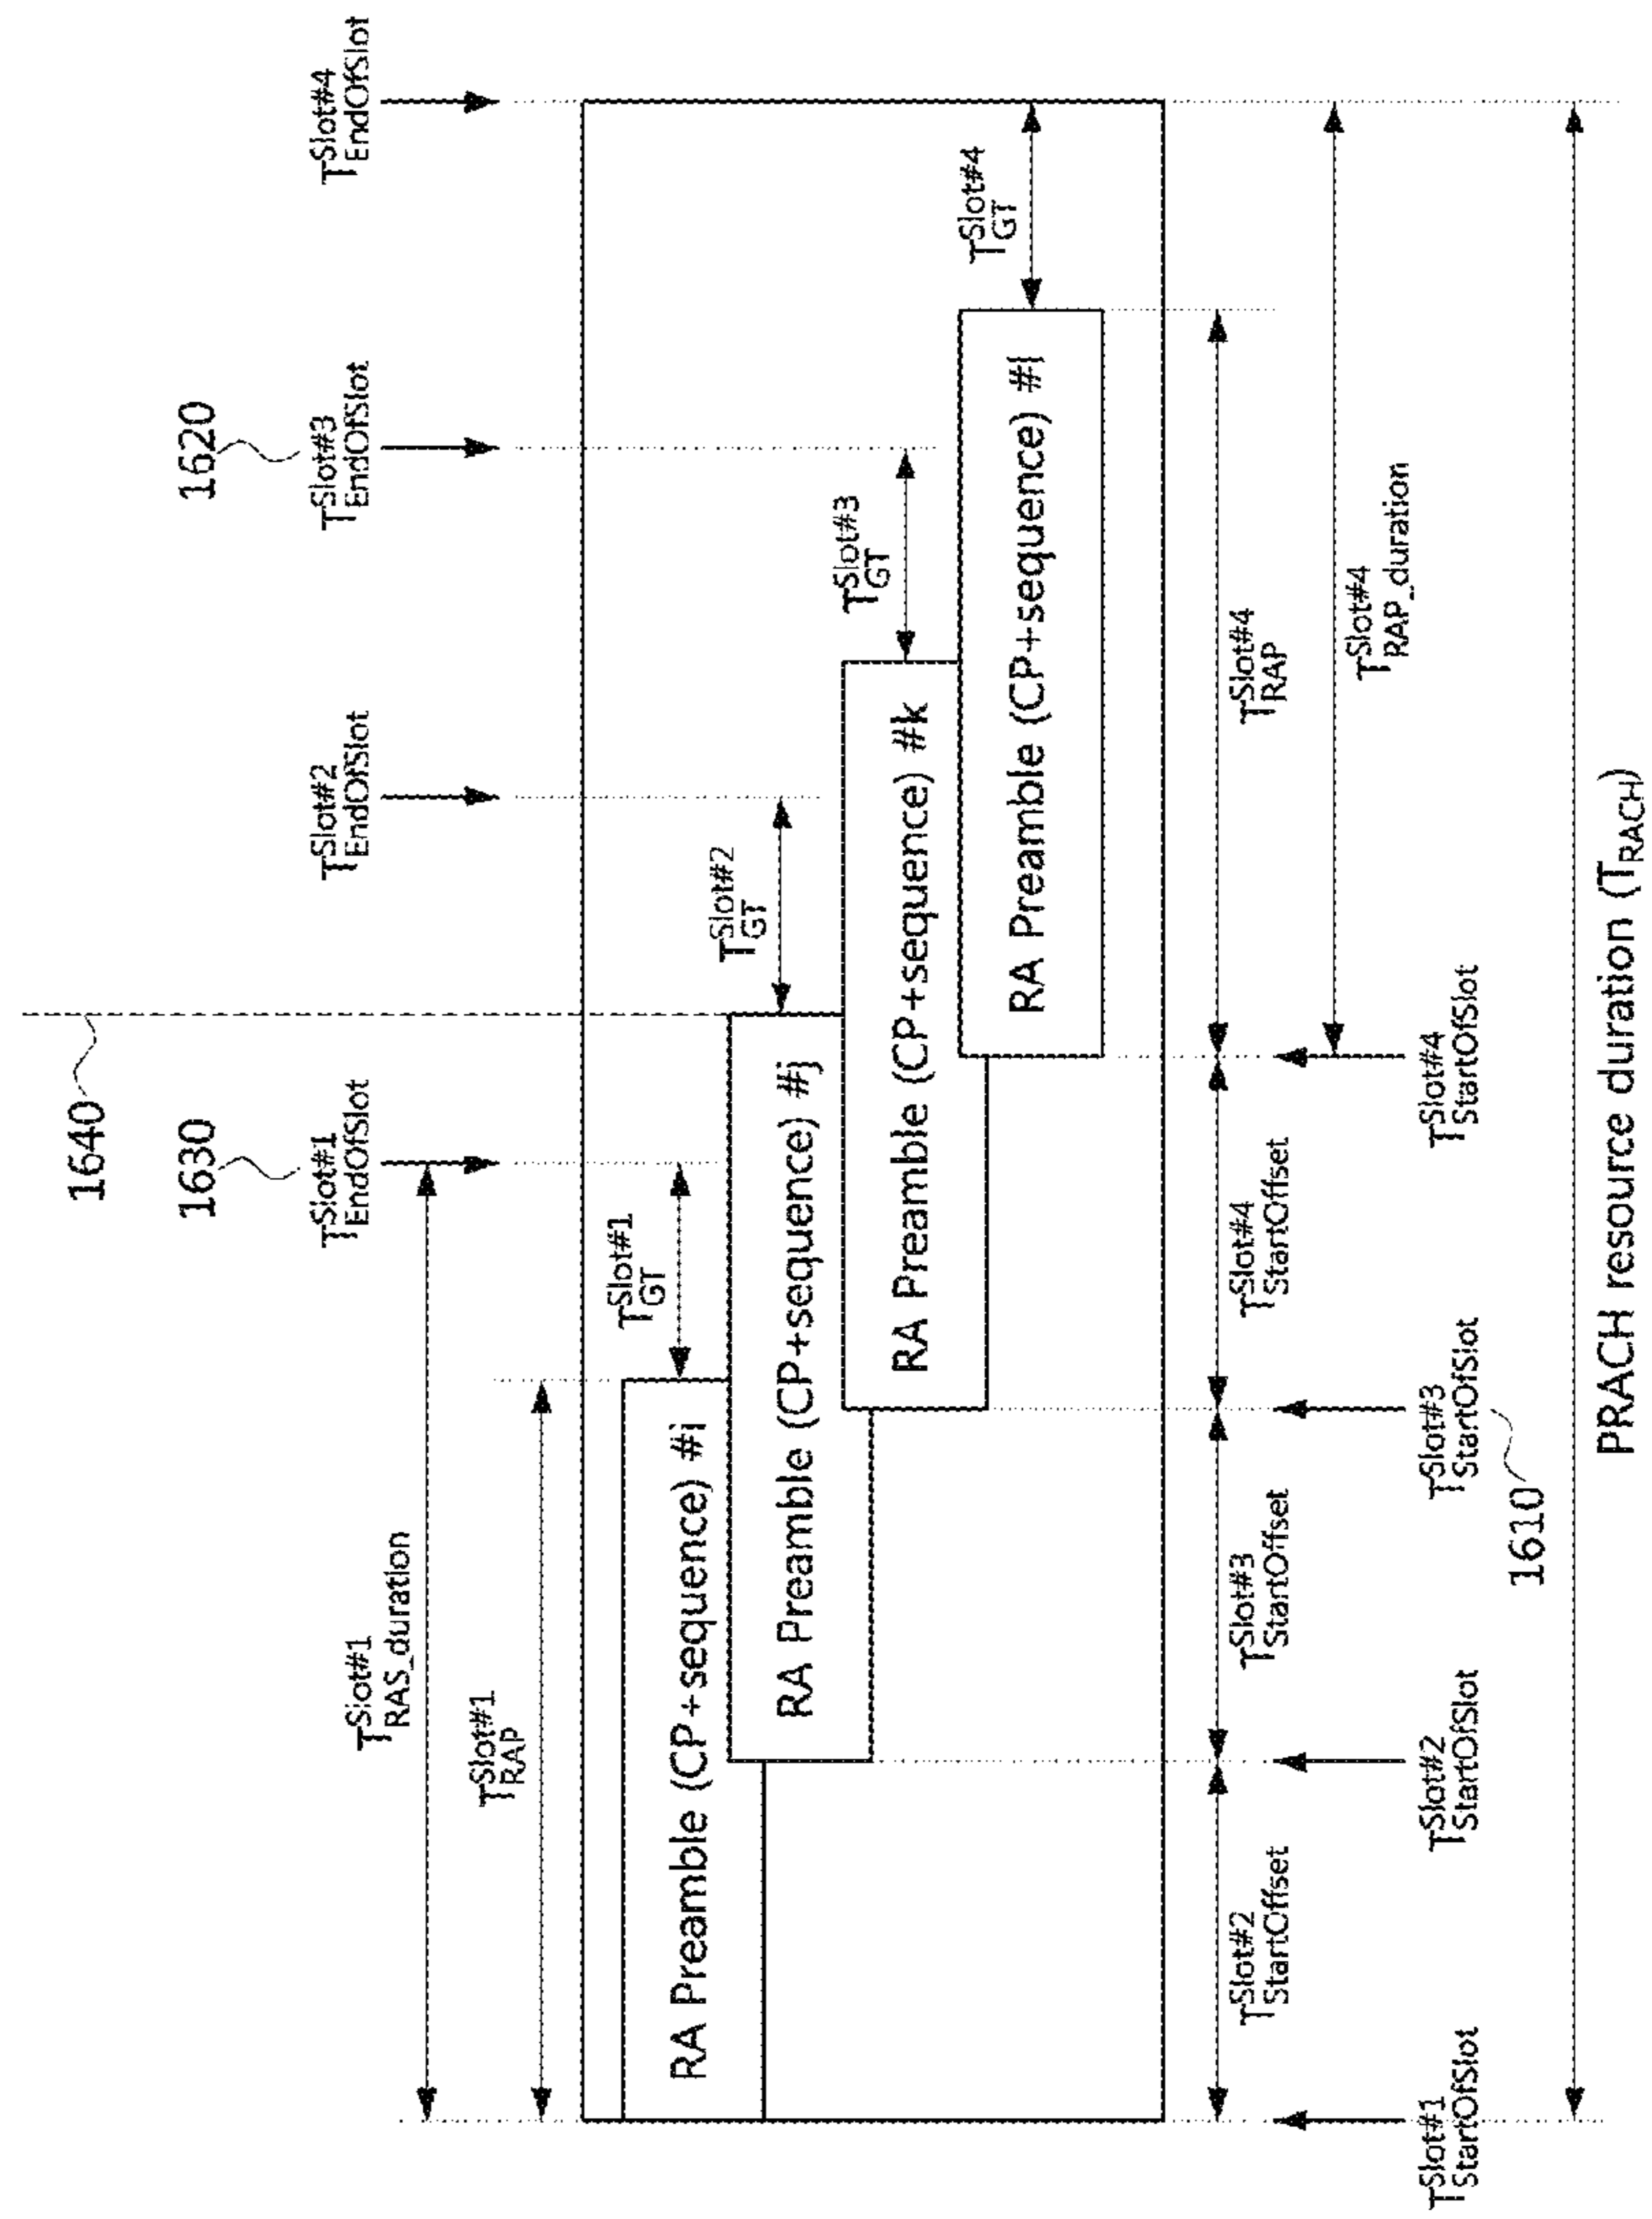 1640
1630
1620
T^Slot#1_EndOfSlot
T^Slot#2_EndOfSlot
T^Slot#3_EndOfSlot
T^Slot#4_EndOfSlot
T^Slot#1_RAS_duration
T^Slot#1_RAP
T^Slot#1_GT
RA Preamble (CP+sequence) #i
T^Slot#2_GT
RA Preamble (CP+sequence) #j
T^Slot#3_GT
RA Preamble (CP+sequence) #k
T^Slot#4_GT
RA Preamble (CP+sequence) #l
T^Slot#2_StartOffset
T^Slot#3_StartOffset
T^Slot#4_StartOffset
T^Slot#4_RAP
T^Slot#4_RAP_duration
T^Slot#1_StartOfSlot
T^Slot#2_StartOfSlot
T^Slot#3_StartOfSlot
T^Slot#4_StartOfSlot
1610
PRACH resource duration (T_RACH)